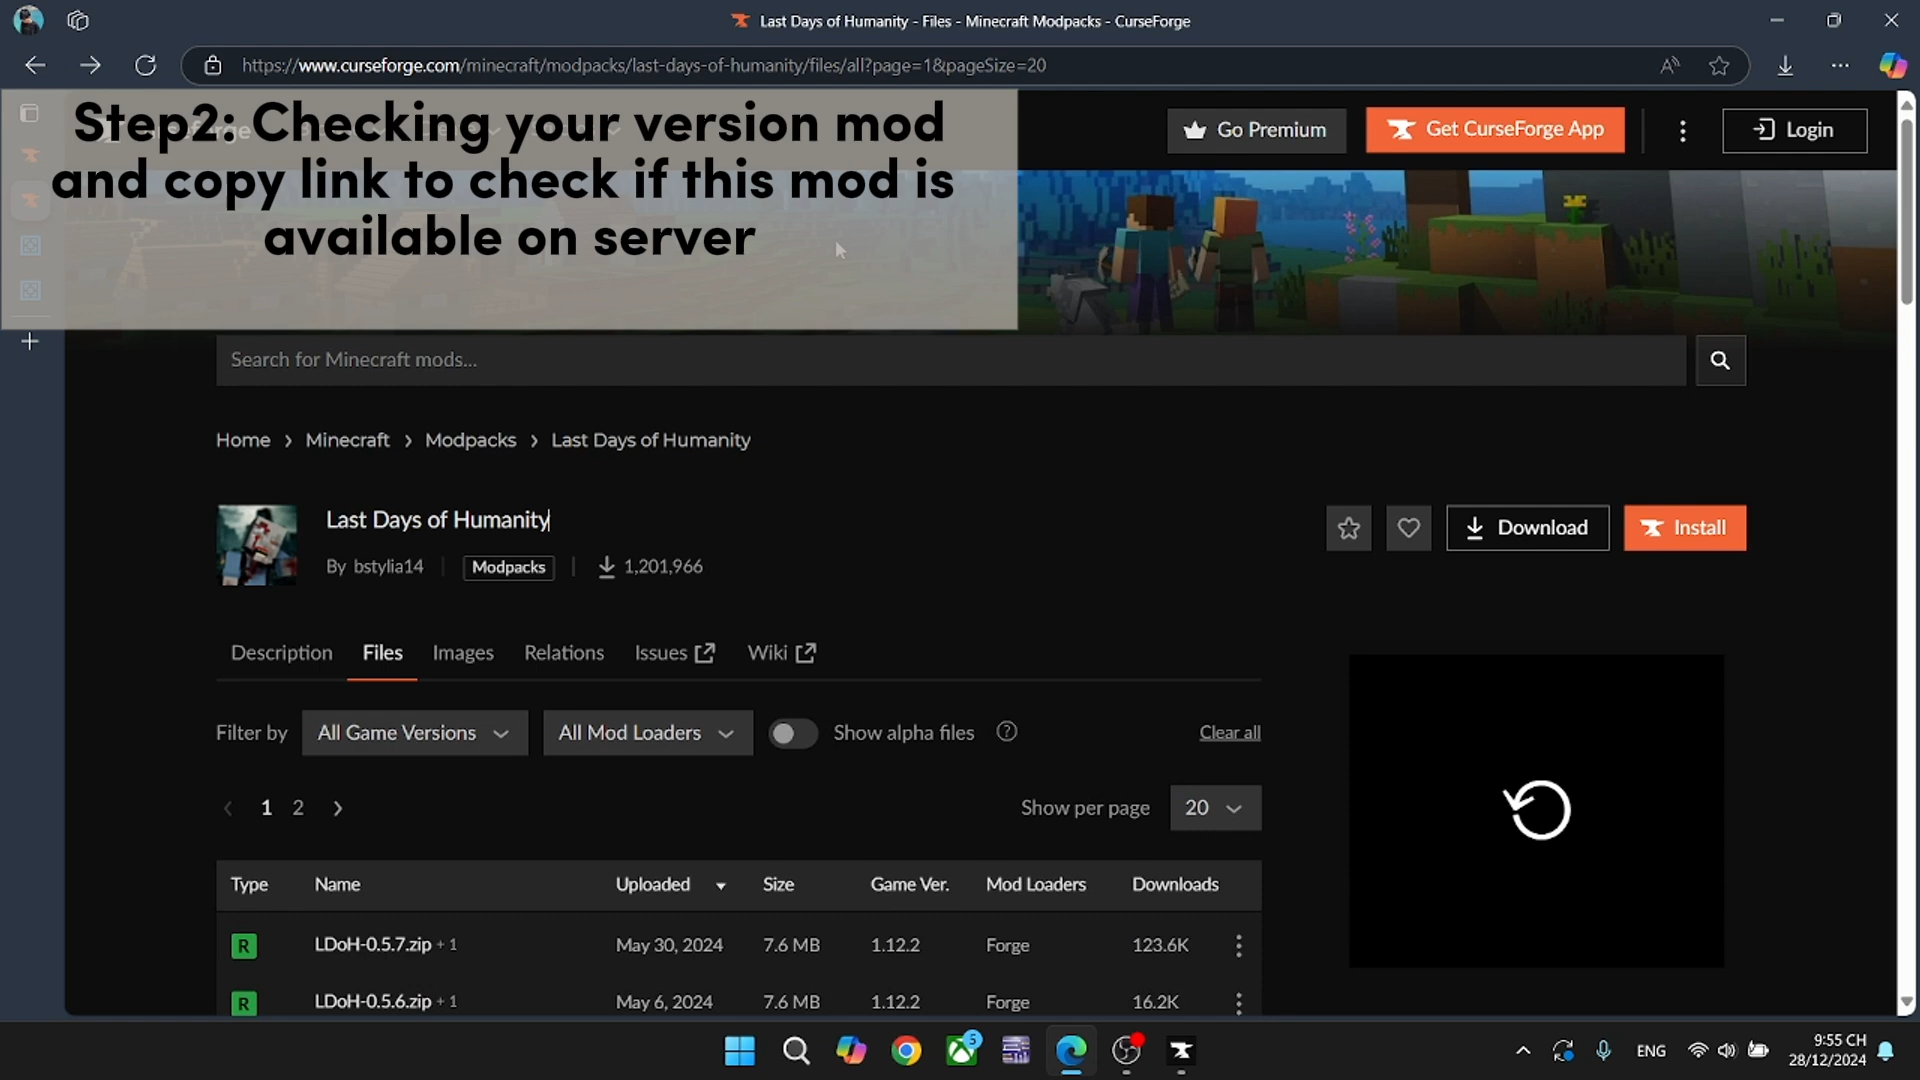 Last Days of Humanity - Files - Minecraft Modpacks - CurseForge
https://www.curseforge.com/minecraft/modpacks/last-days-of-humanity/files/all?page=1&pageSize=20
Step2: Checking your version mod
and copy link to check if this mod is
available on server
Go Premium
Get CurseForge App
Login
Search for Minecraft mods...
Home > Minecraft > Modpacks > Last Days of Humanity
Last Days of Humanity
By bstylia14 | Modpacks | 1,201,966
Download
Install
Description Files Images Relations Issues Wiki
Filter by All Game Versions All Mod Loaders Show alpha files Clear all
1 2 Show per page 20
Type Name Uploaded Size Game Ver. Mod Loaders Downloads
R LDoH-0.5.7.zip + 1 May 30, 2024 7.6 MB 1.12.2 Forge 123.6K
R LDoH-0.5.6.zip + 1 May 6, 2024 7.6 MB 1.12.2 Forge 16.2K
5
ENG
9:55 CH
28/12/2024